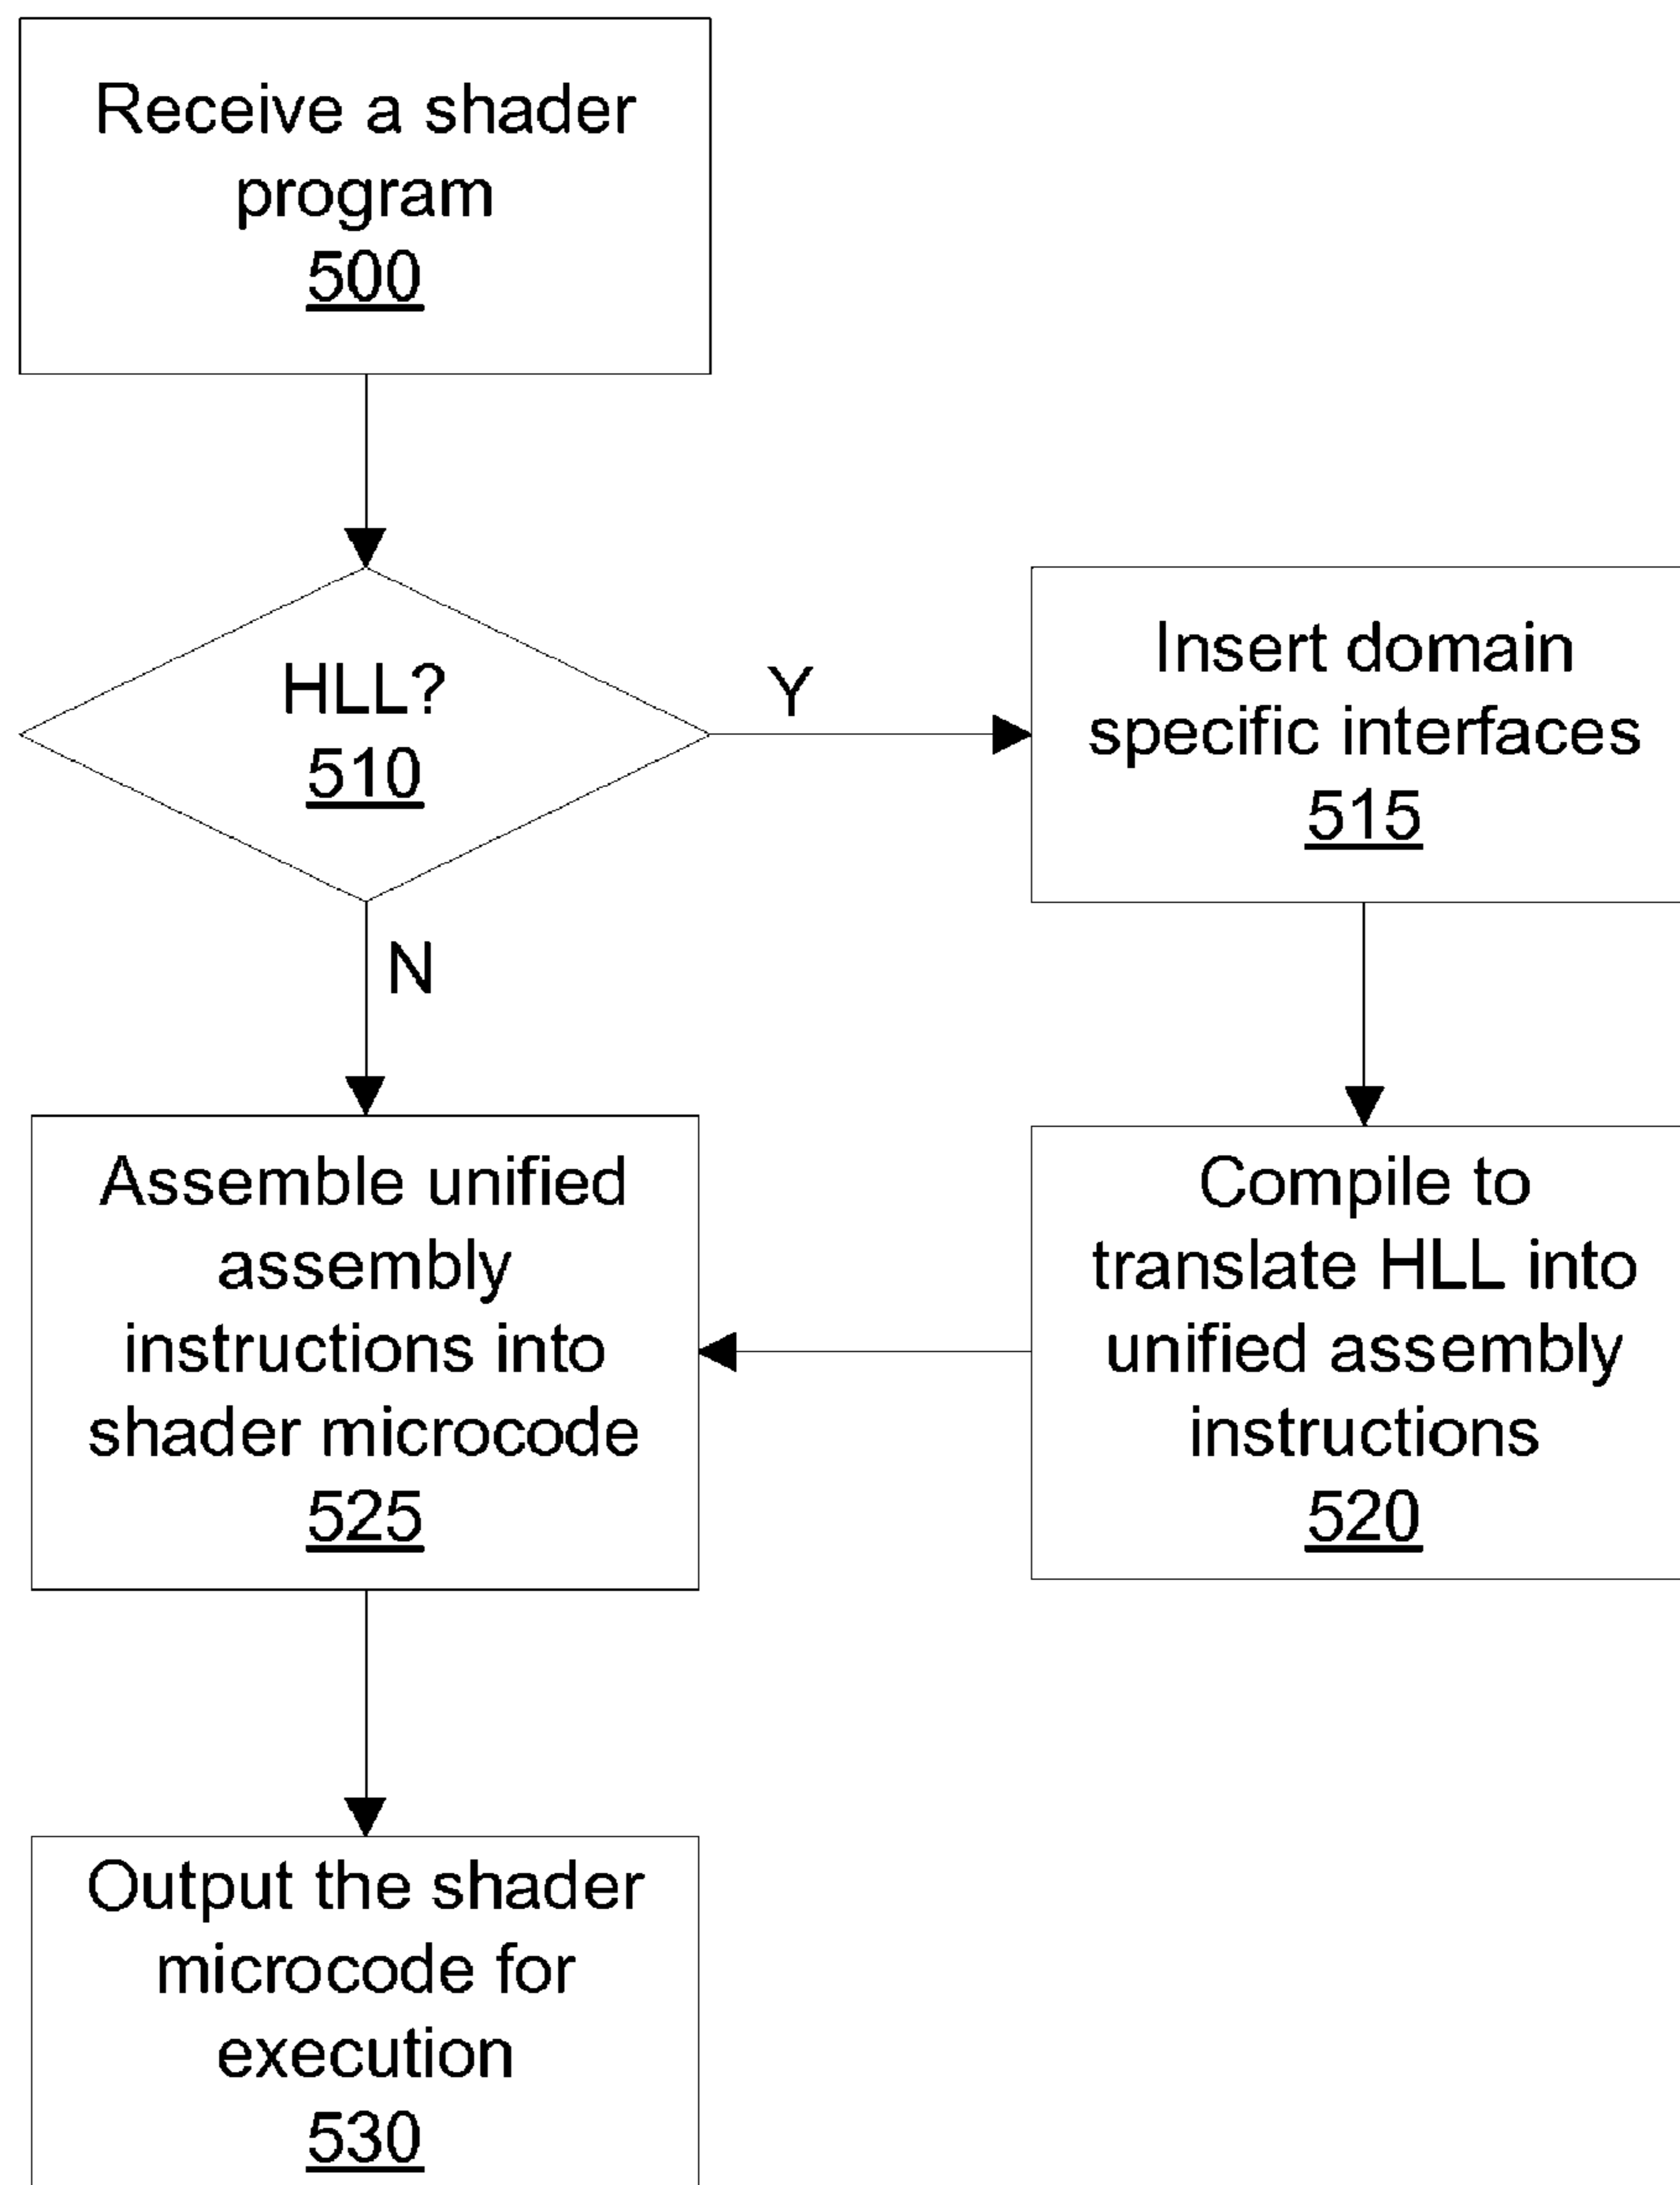 Receive a shader
program
500
HLL?
510
Y
Insert domain
specific interfaces
515
N
Assemble unified
assembly
instructions into
shader microcode
525
Compile to
translate HLL into
unified assembly
instructions
520
Output the shader
microcode for
execution
530